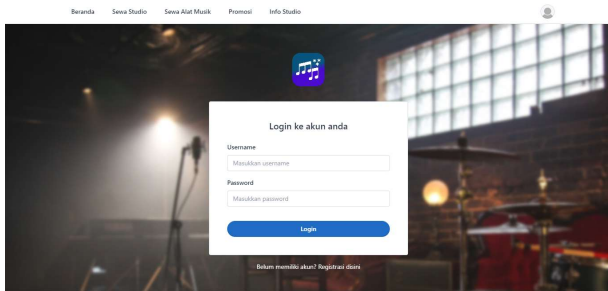 Beranda Sewa Studio Sewa Alat Musik Promosi Info Studio
Login ke akun anda
Username
Masukkan username
Password
Masukkan password
Login
Belum memiliki akun? Registrasi disini